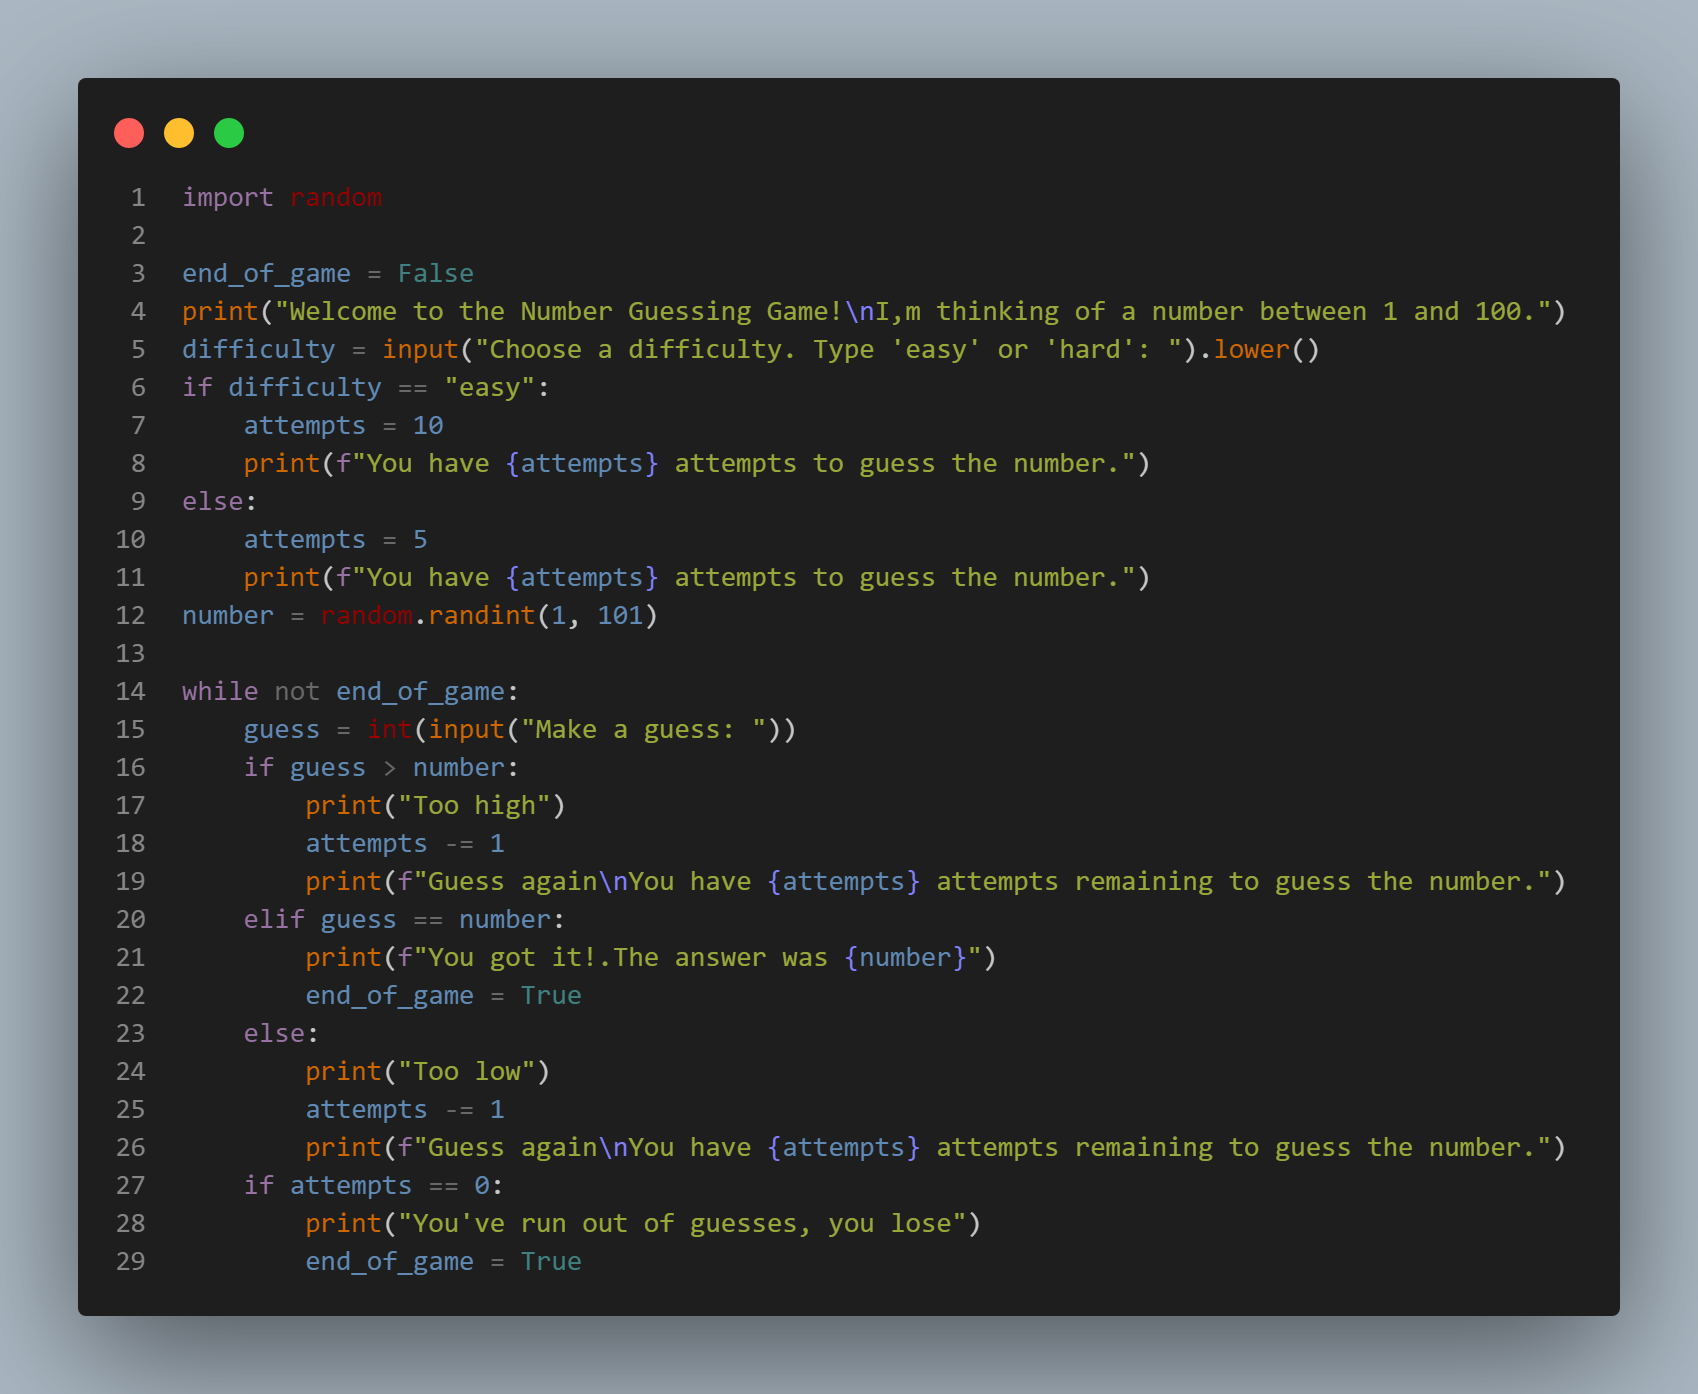 1 import random
2
3 end_of_game = False
4 print("Welcome to the Number Guessing Game!\nI,m thinking of a number between 1 and 100.")
5 difficulty = input("Choose a difficulty. Type 'easy' or 'hard': ").lower()
6 if difficulty == "easy":
7     attempts = 10
8     print(f"You have {attempts} attempts to guess the number.")
9 else:
10     attempts = 5
11     print(f"You have {attempts} attempts to guess the number.")
12 number = random.randint(1, 101)
13
14 while not end_of_game:
15     guess = int(input("Make a guess: "))
16     if guess > number:
17         print("Too high")
18         attempts -= 1
19         print(f"Guess again\nYou have {attempts} attempts remaining to guess the number.")
20     elif guess == number:
21         print(f"You got it!.The answer was {number}")
22         end_of_game = True
23     else:
24         print("Too low")
25         attempts -= 1
26         print(f"Guess again\nYou have {attempts} attempts remaining to guess the number.")
27     if attempts == 0:
28         print("You've run out of guesses, you lose")
29         end_of_game = True